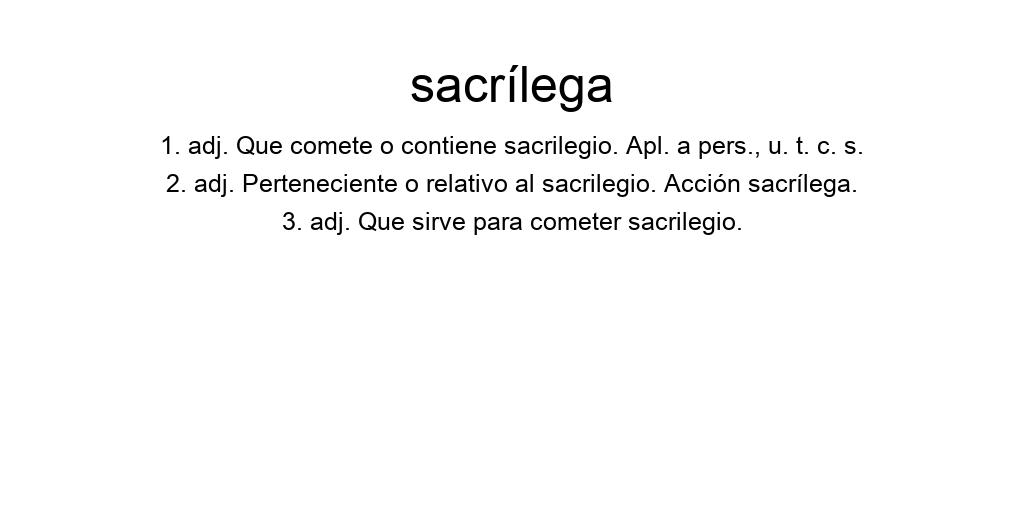 sacrílega
1. adj. Que comete o contiene sacrilegio. Apl. a pers., u. t. c. s.
2. adj. Perteneciente o relativo al sacrilegio. Acción sacrílega.
3. adj. Que sirve para cometer sacrilegio.